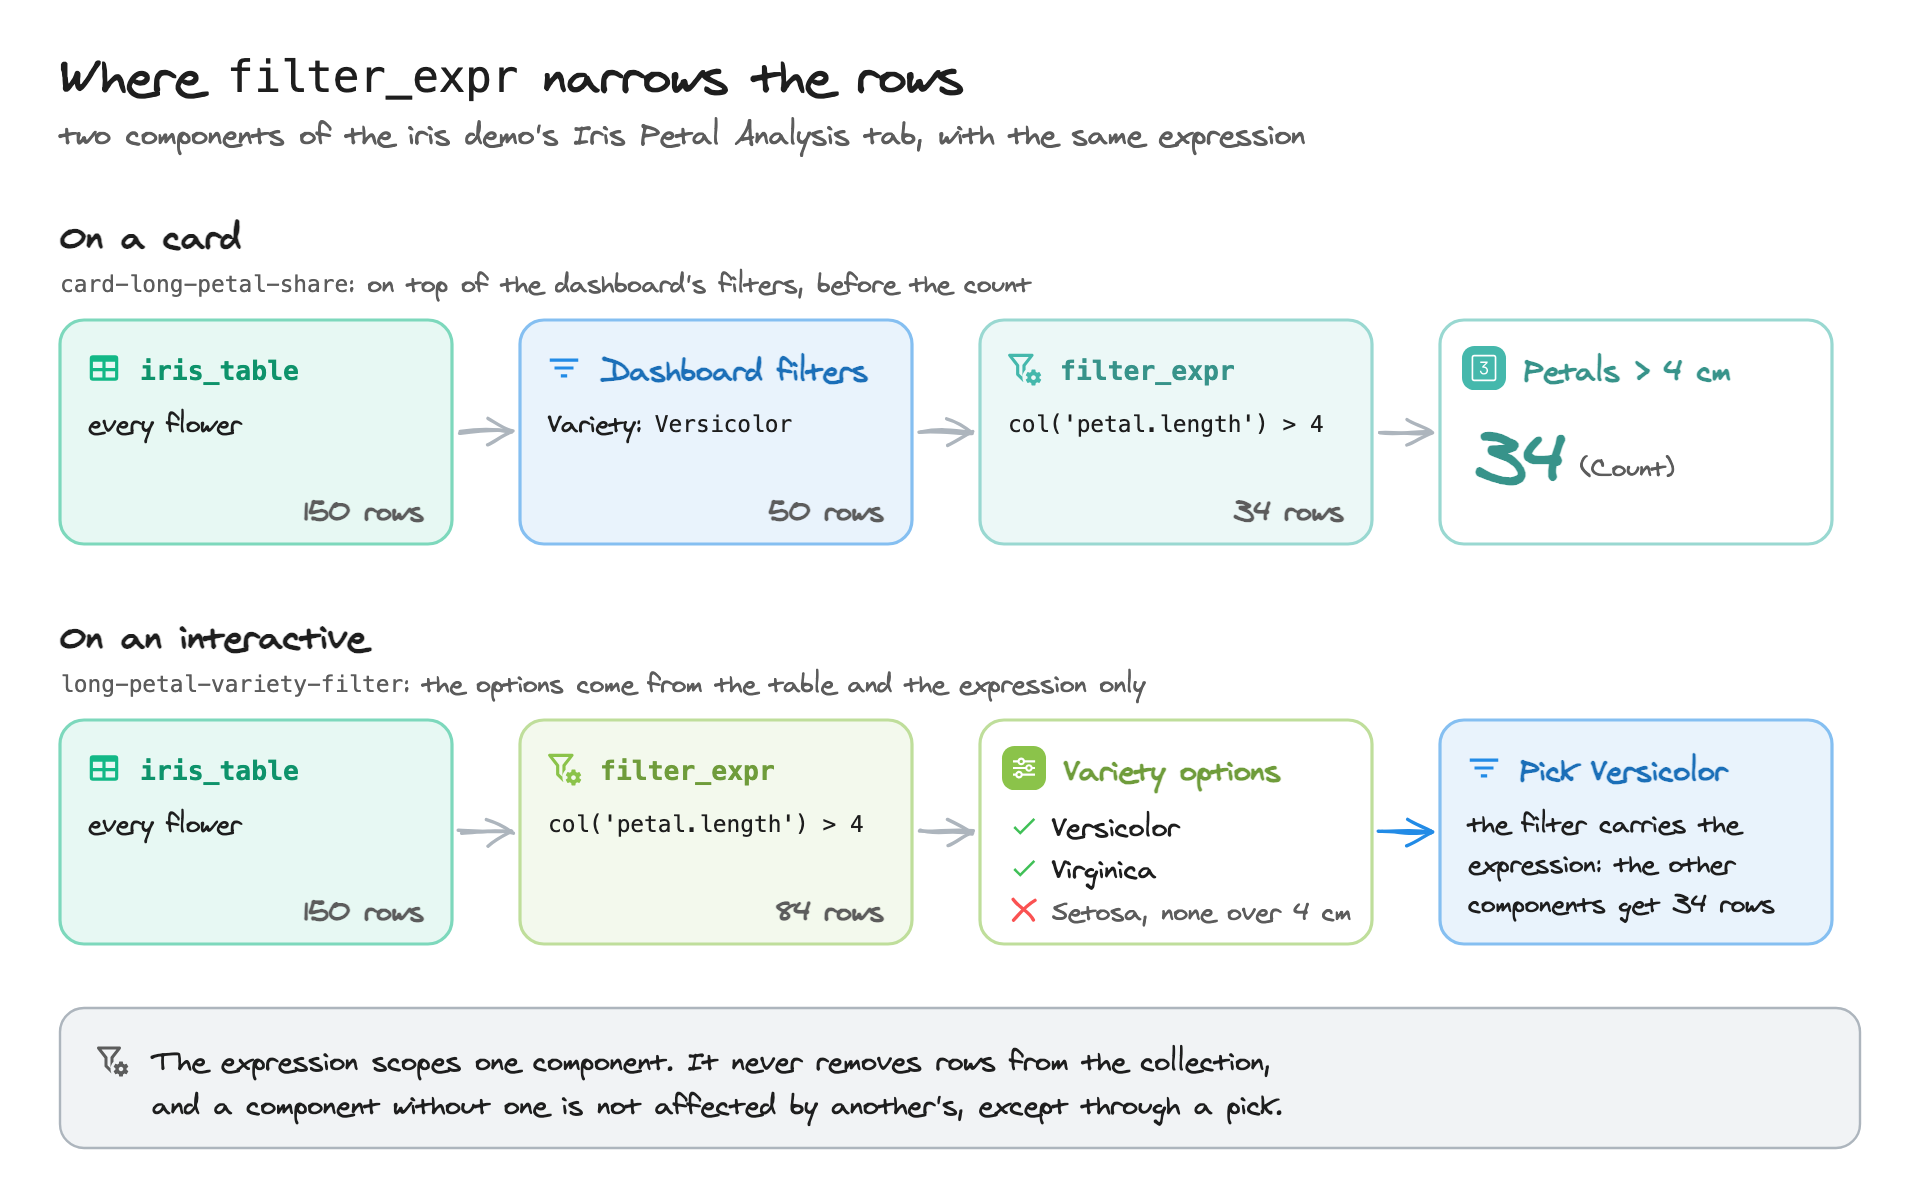 Where filter_expr narrows the rows
two components of the iris demo's Iris Petal Analysis tab, with the same expression
On a card
card-long-petal-share: on top of the dashboard's filters, before the count
iris_table
every flower
150 rows
Dashboard filters
Variety: Versicolor
50 rows
filter_expr
col('petal.length') > 4
34 rows
3
Petals > 4 cm
34 (Count)
On an interactive
long-petal-variety-filter: the options come from the table and the expression only
iris_table
every flower
150 rows
filter_expr
col('petal.length') > 4
84 rows
Variety options
Versicolor
Virginica
Setosa, none over 4 cm
Pick Versicolor
the filter carries the
expression: the other
components get 34 rows
The expression scopes one component. It never removes rows from the collection,
and a component without one is not affected by another's, except through a pick.